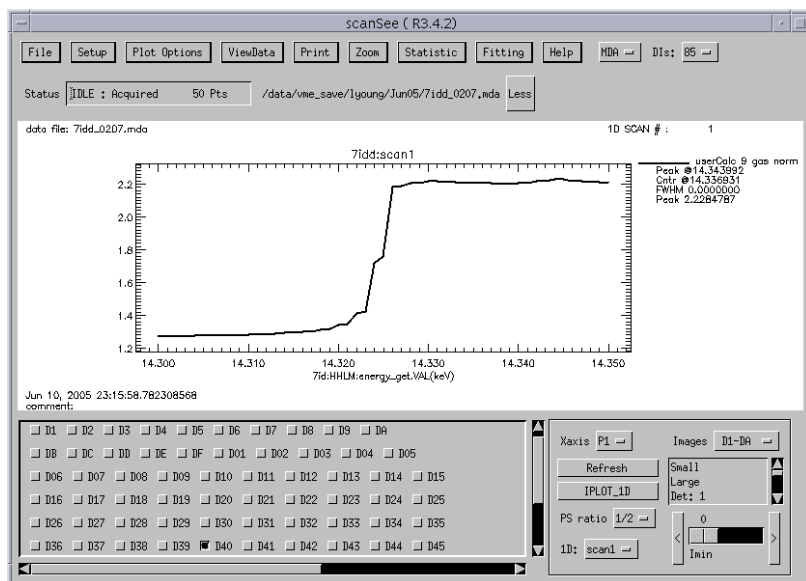 scanSee ( R3.4.2)
File Setup Plot Options ViewData Print Zoom Statistic Fitting Help MDA DIs: 85
Status IDLE : Acquired 50 Pts /data/vme_save/lyoung/Jun05/7idd_0207.mda Less
data file: 7idd_0207.mda 1D SCAN # : 1
7idd:scan1
userCalc 9 gas norm
Peak @14.343992
Cntr @14.336931
FWHM 0.0000000
Peak 2.2284787
2.2
2.0
1.8
1.6
1.4
1.2
14.300 14.310 14.320 14.330 14.340 14.350
7id:HHLM:energy_get.VAL(keV)
Jun 10, 2005 23:15:58.782308568
comment:
D1 D2 D3 D4 D5 D6 D7 D8 D9 DA
DB DC DD DE DF D01 D02 D03 D04 D05
D06 D07 D08 D09 D10 D11 D12 D13 D14 D15
D16 D17 D18 D19 D20 D21 D22 D23 D24 D25
D26 D27 D28 D29 D30 D31 D32 D33 D34 D35
D36 D37 D38 D39 D40 D41 D42 D43 D44 D45
Xaxis P1 Images D1-DA
Refresh
IPLOT_1D
PS ratio 1/2
1D: scan1
Small
Large
Det: 1
< 0 >
Imin